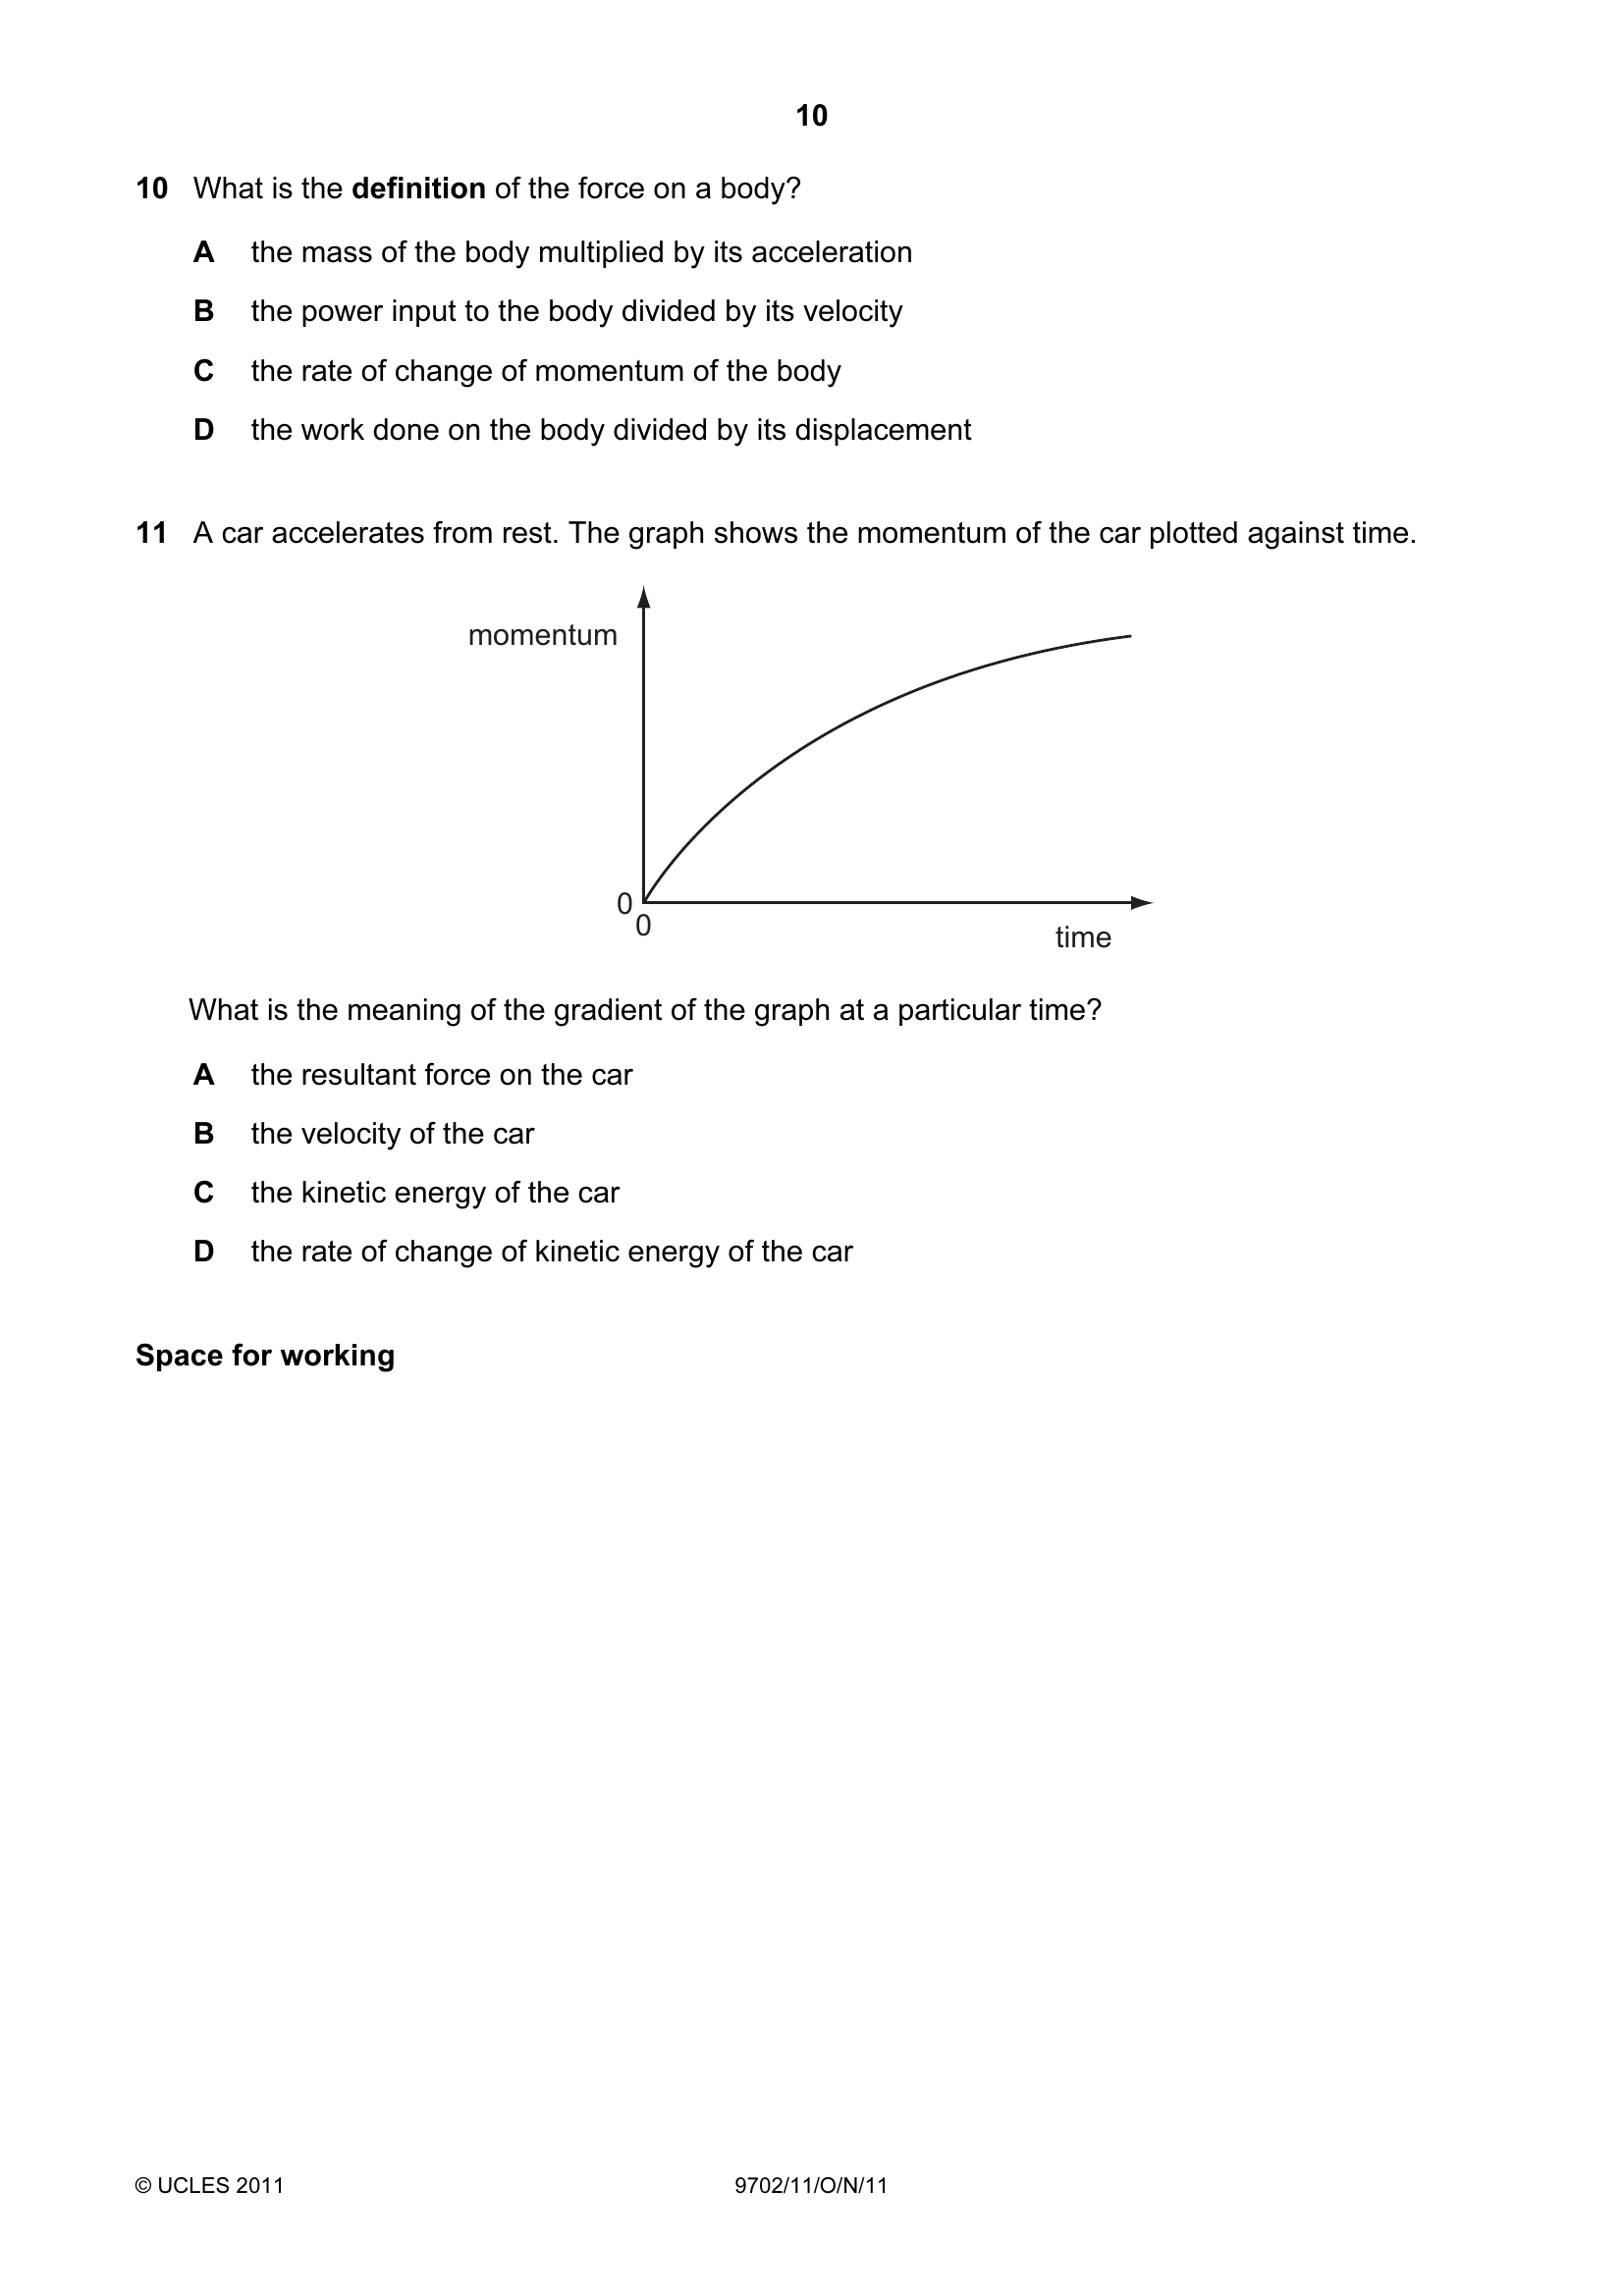 10
10 What is the definition of the force on a body?
A the mass of the body multiplied by its acceleration
B the power input to the body divided by its velocity
C the rate of change of momentum of the body
D the work done on the body divided by its displacement
11 A car accelerates from rest. The graph shows the momentum of the car plotted against time.
momentum
0
0
time
What is the meaning of the gradient of the graph at a particular time?
A the resultant force on the car
B the velocity of the car
C the kinetic energy of the car
D the rate of change of kinetic energy of the car
Space for working
© UCLES 2011 9702/11/O/N/11